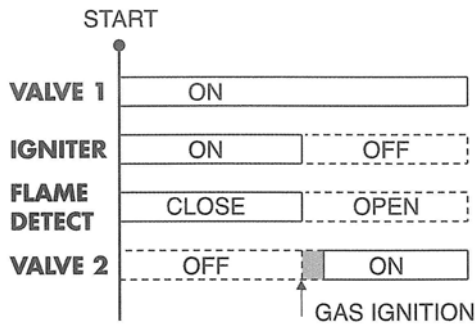 START
VALVE 1 ON
IGNITER ON OFF
FLAME
DETECT CLOSE OPEN
VALVE 2 OFF ON
GAS IGNITION